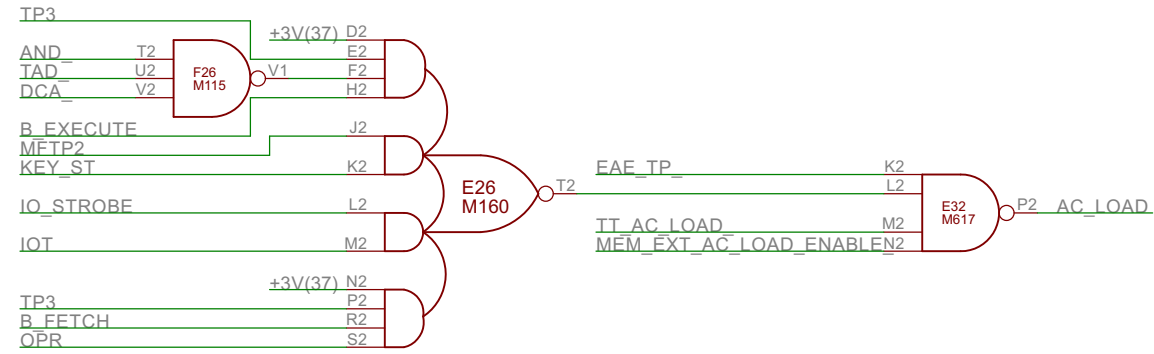 TP3
+3V(37) D2
E2
AND_ T2
TAD_ U2 F26 M115 V1 F2
DCA_ V2 H2
B_EXECUTE J2
MFTP2
KEY_ST K2
EAE_TP_ K2
E26 M160 T2 L2
IO_STROBE L2
E32 M617 P2 AC_LOAD
TT_AC_LOAD_ M2
IOT M2
MEM_EXT_AC_LOAD_ENABLE_ N2
+3V(37) N2
TP3 P2
B_FETCH R2
OPR S2